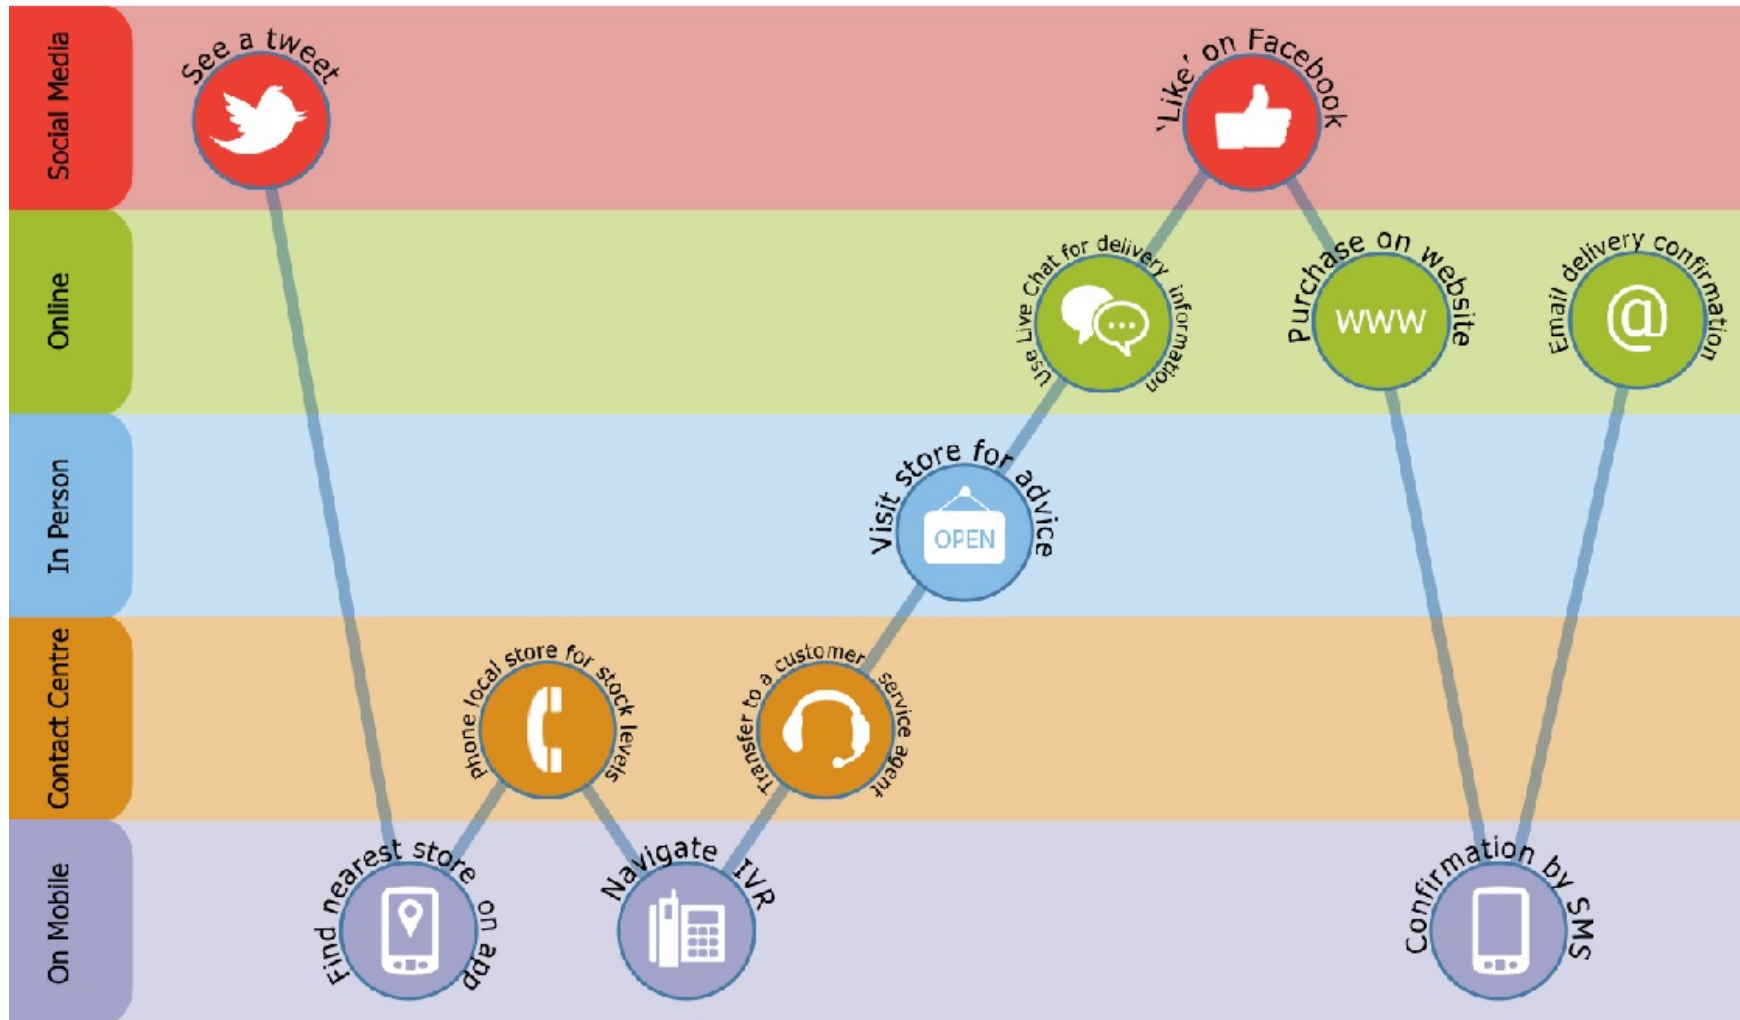 Social Media
See a tweet
'Like' on Facebook
Online
Use Live Chat for delivery information
Purchase on website
www
Email delivery confirmation
@
In Person
Visit store for advice
OPEN
Contact Centre
Phone local store for stock levels
Transfer to a customer service agent
On Mobile
Find nearest store on app
Navigate IVR
Confirmation by SMS